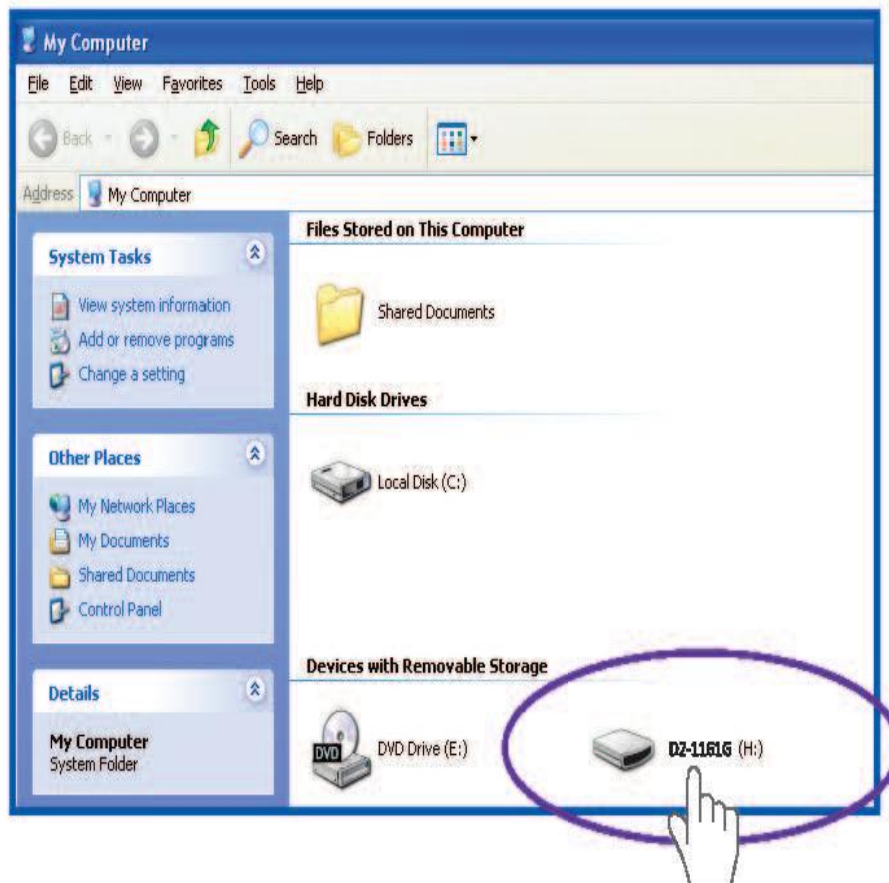 My Computer
File Edit View Favorites Tools Help
Back Search Folders
Address My Computer
System Tasks
View system information
Add or remove programs
Change a setting
Other Places
My Network Places
My Documents
Shared Documents
Control Panel
Details
My Computer
System Folder
Files Stored on This Computer
Shared Documents
Hard Disk Drives
Local Disk (C:)
Devices with Removable Storage
DVD DVD Drive (E:)
DZ-1161G (H:)